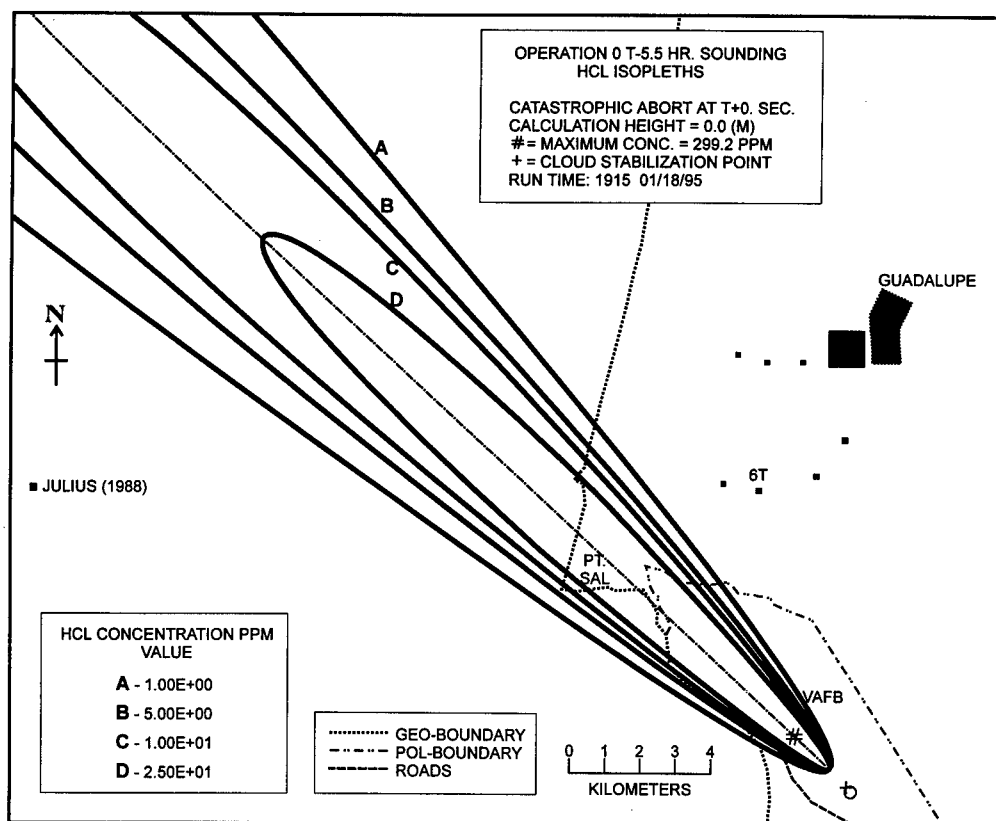 OPERATION 0 T-5.5 HR. SOUNDING
HCL ISOPLETHS
CATASTROPHIC ABORT AT T+0. SEC.
CALCULATION HEIGHT = 0.0 (M)
# = MAXIMUM CONC. = 299.2 PPM
+ = CLOUD STABILIZATION POINT
RUN TIME: 1915 01/18/95
A
B
C
D
GUADALUPE
N
6T
JULIUS (1988)
PT.
SAL
VAFB
#
+
HCL CONCENTRATION PPM
VALUE
A - 1.00E+00
B - 5.00E+00
C - 1.00E+01
D - 2.50E+01
GEO-BOUNDARY
POL-BOUNDARY
ROADS
0 1 2 3 4
KILOMETERS